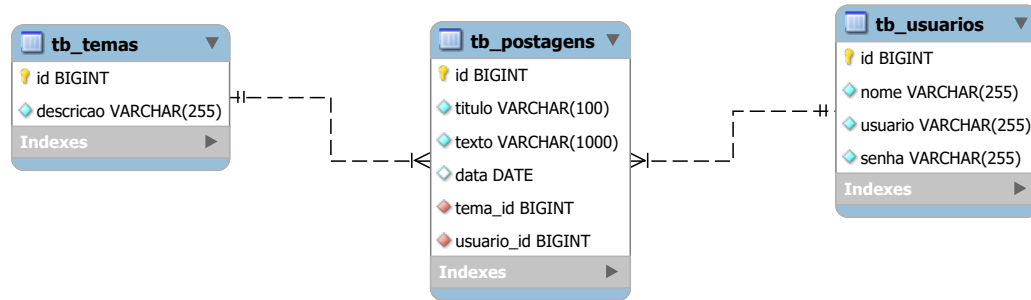 tb_temas
id BIGINT
descricao VARCHAR(255)
Indexes
tb_postagens
id BIGINT
titulo VARCHAR(100)
texto VARCHAR(1000)
data DATE
tema_id BIGINT
usuario_id BIGINT
Indexes
tb_usuarios
id BIGINT
nome VARCHAR(255)
usuario VARCHAR(255)
senha VARCHAR(255)
Indexes